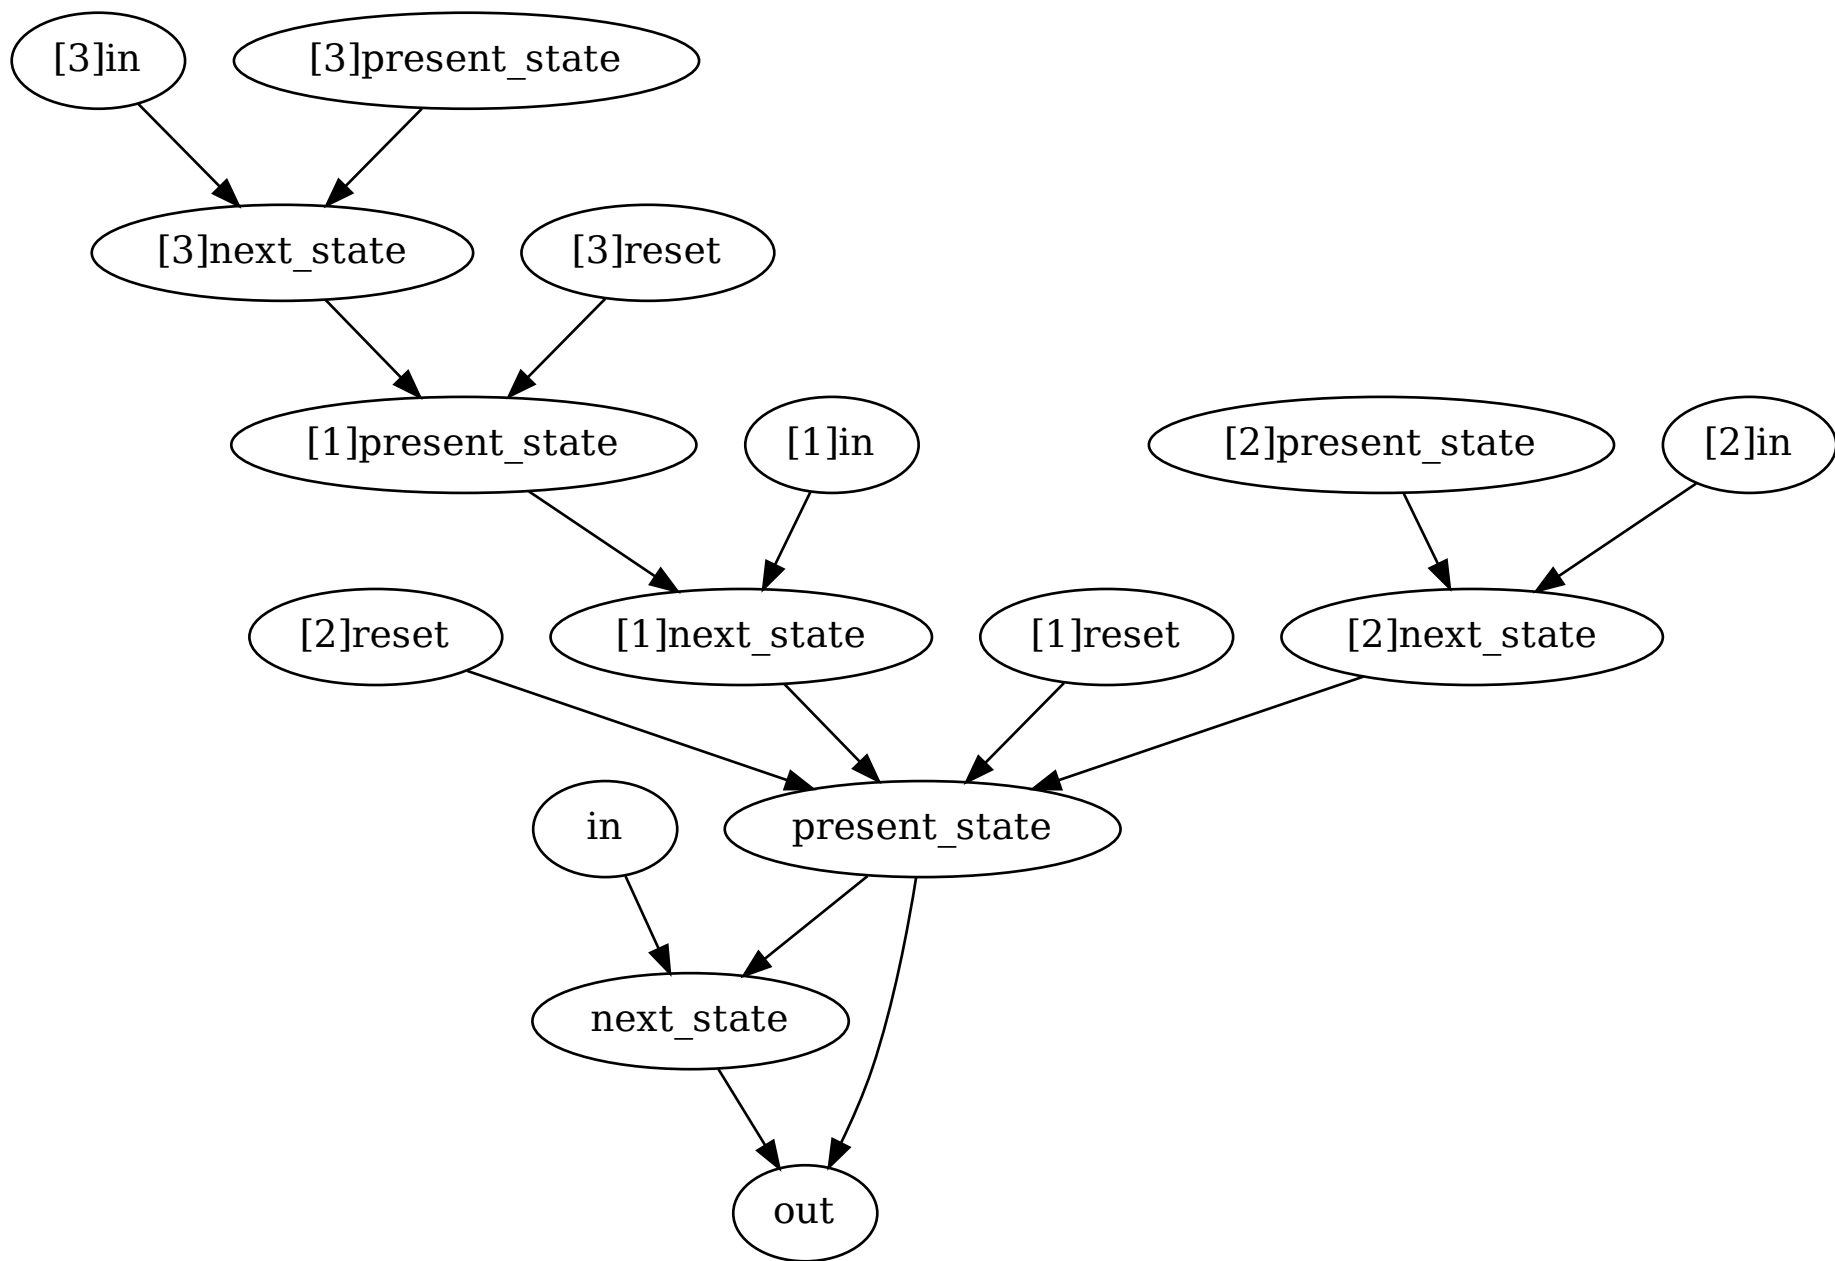 [3]in
[3]present_state
[3]next_state
[3]reset
[1]present_state
[1]in
[2]present_state
[2]in
[2]reset
[1]next_state
[1]reset
[2]next_state
in
present_state
next_state
out